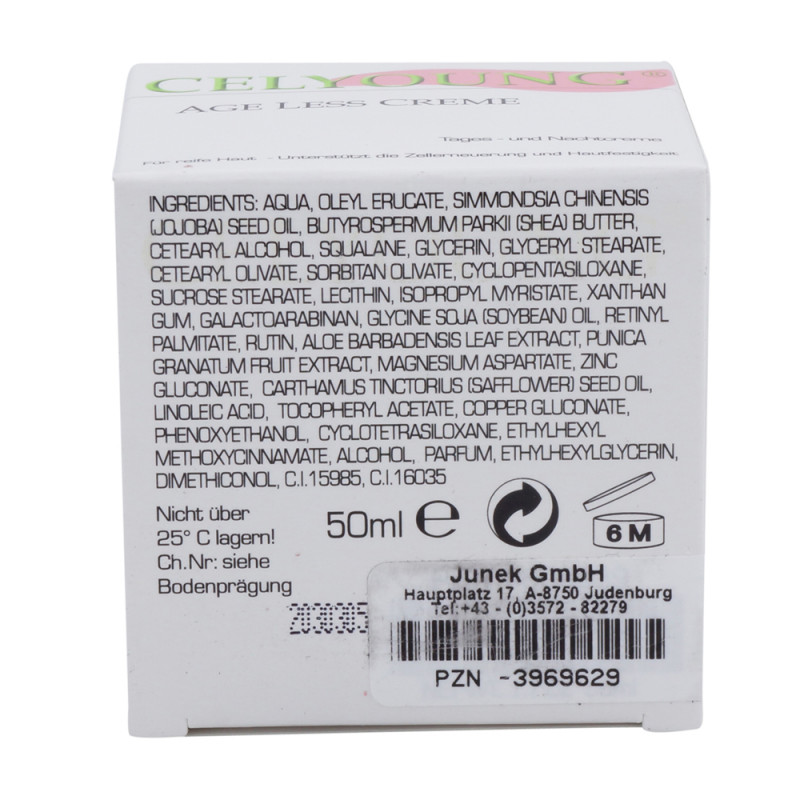 CELYOUNG®
AGE LESS CREME
Tages- und Nachtcreme
Für reife Haut - Unterstützt die Zellerneuerung und Hautfestigkeit
INGREDIENTS: AQUA, OLEYL ERUCATE, SIMMONDSIA CHINENSIS
(JOJOBA) SEED OIL, BUTYROSPERMUM PARKII (SHEA) BUTTER,
CETEARYL ALCOHOL, SQUALANE, GLYCERIN, GLYCERYL STEARATE,
CETEARYL OLIVATE, SORBITAN OLIVATE, CYCLOPENTASILOXANE,
SUCROSE STEARATE, LECITHIN, ISOPROPYL MYRISTATE, XANTHAN
GUM, GALACTOARABINAN, GLYCINE SOJA (SOYBEAN) OIL, RETINYL
PALMITATE, RUTIN, ALOE BARBADENSIS LEAF EXTRACT, PUNICA
GRANATUM FRUIT EXTRACT, MAGNESIUM ASPARTATE, ZINC
GLUCONATE, CARTHAMUS TINCTORIUS (SAFFLOWER) SEED OIL,
LINOLEIC ACID, TOCOPHERYL ACETATE, COPPER GLUCONATE,
PHENOXYETHANOL, CYCLOTETRASILOXANE, ETHYLHEXYL
METHOXYCINNAMATE, ALCOHOL, PARFUM, ETHYLHEXYLGLYCERIN,
DIMETHICONOL, C.I.15985, C.I.16035
Nicht über
25° C lagern!
Ch.Nr: siehe
Bodenprägung
50ml ℮
6 M
Junek GmbH
Hauptplatz 17, A-8750 Judenburg
Tel:+43 - (0)3572 - 82279
2030305
PZN -3969629